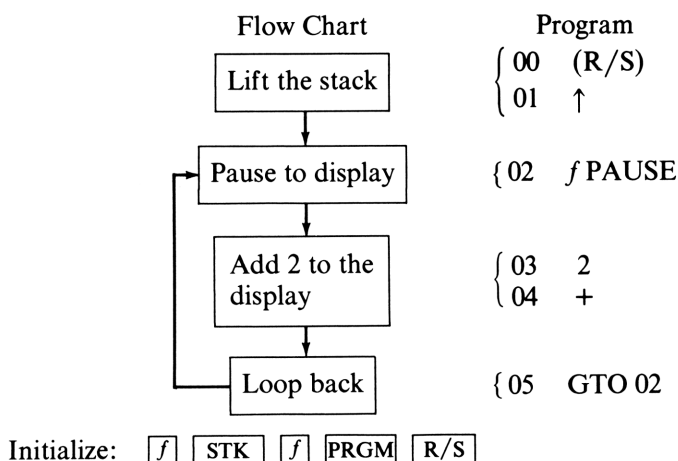 Flow Chart Program
Lift the stack { 00 (R/S)
01 ↑
Pause to display { 02 f PAUSE
Add 2 to the { 03 2
display 04 +
Loop back { 05 GTO 02
Initialize: f STK f PRGM R/S